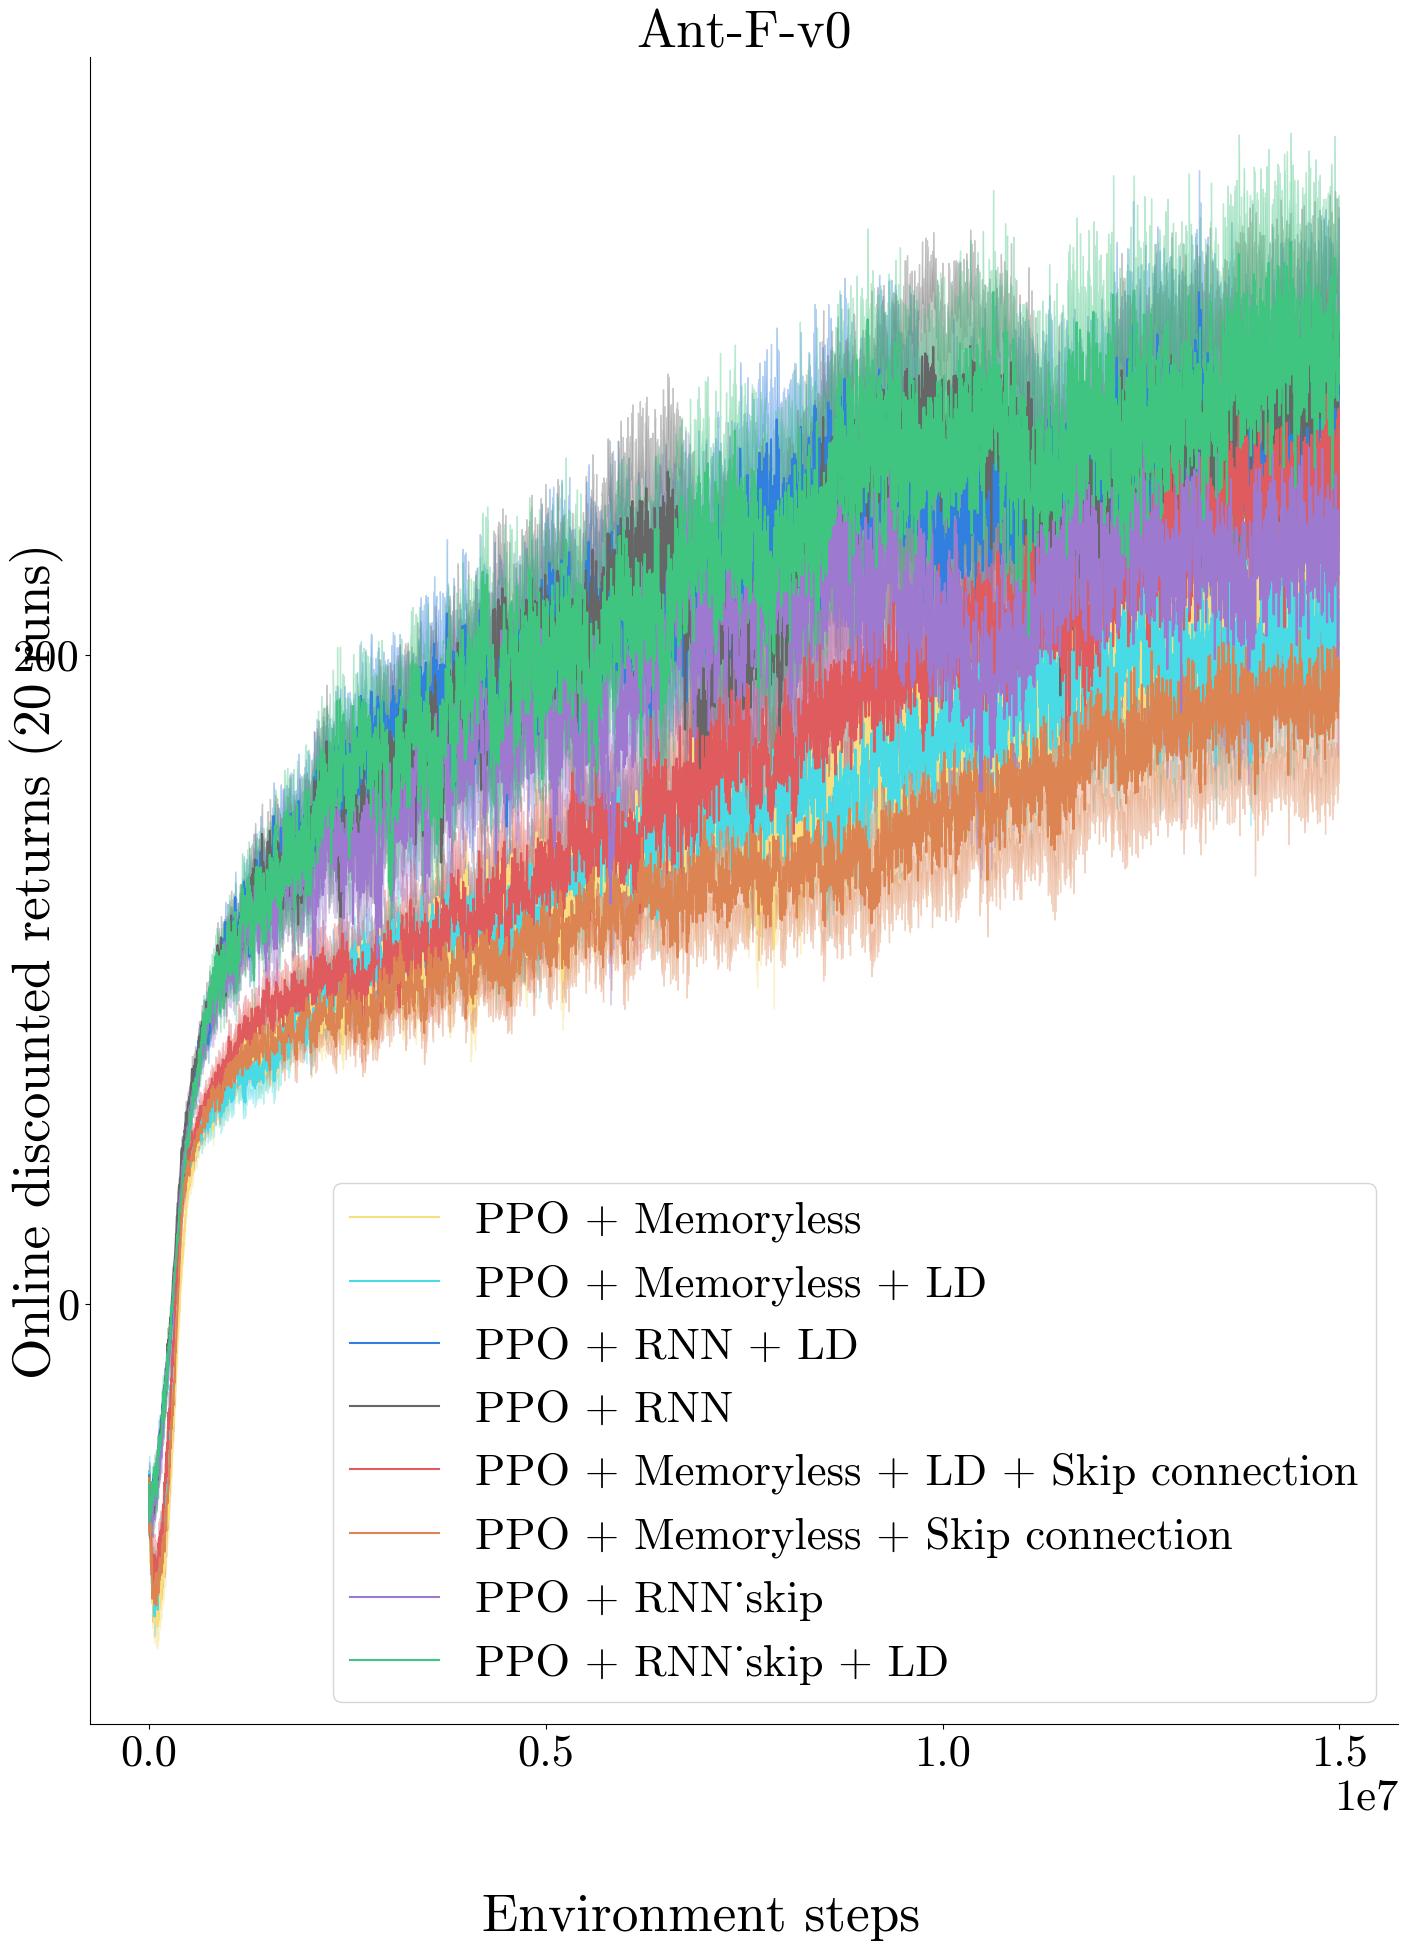 Ant-F-v0
Online discounted returns (20 runs)
200
0
PPO + Memoryless
PPO + Memoryless + LD
PPO + RNN + LD
PPO + RNN
PPO + Memoryless + LD + Skip connection
PPO + Memoryless + Skip connection
PPO + RNN˙skip
PPO + RNN˙skip + LD
0.0 0.5 1.0 1.5
1e7
Environment steps